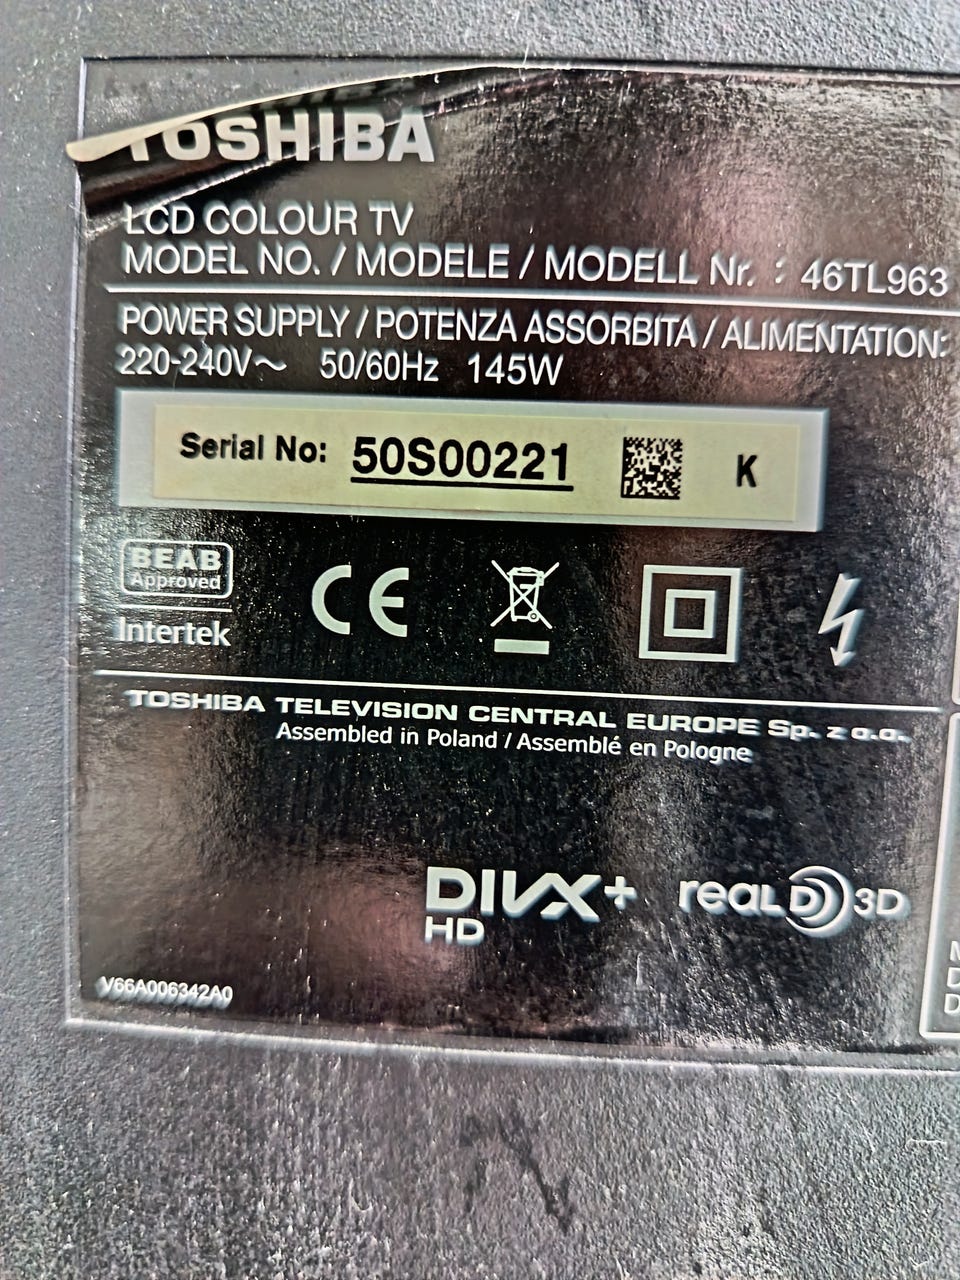 TOSHIBA
LCD COLOUR TV
MODEL NO. / MODELE / MODELL Nr. : 46TL963
POWER SUPPLY / POTENZA ASSORBITA / ALIMENTATION:
220-240V~ 50/60Hz 145W
Serial No: 50S00221 K
BEAB
Approved
Intertek
CE
TOSHIBA TELEVISION CENTRAL EUROPE Sp. z o.o.
Assembled in Poland / Assemblé en Pologne
DIVX+
HD
REALD 3D
V66A006342A0